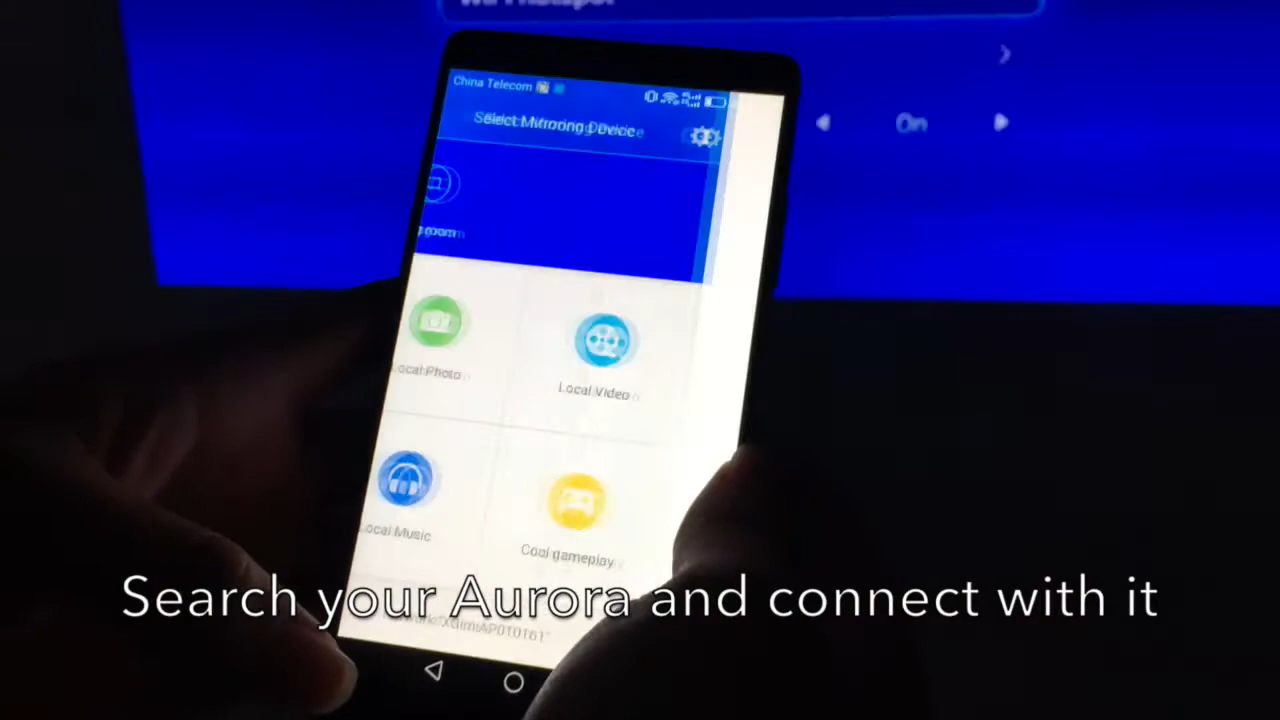 China Telecom
Select Mirroring Device
On
Local Photo
Local Video
ocal Music
Cool gameplay
Search your Aurora and connect with it